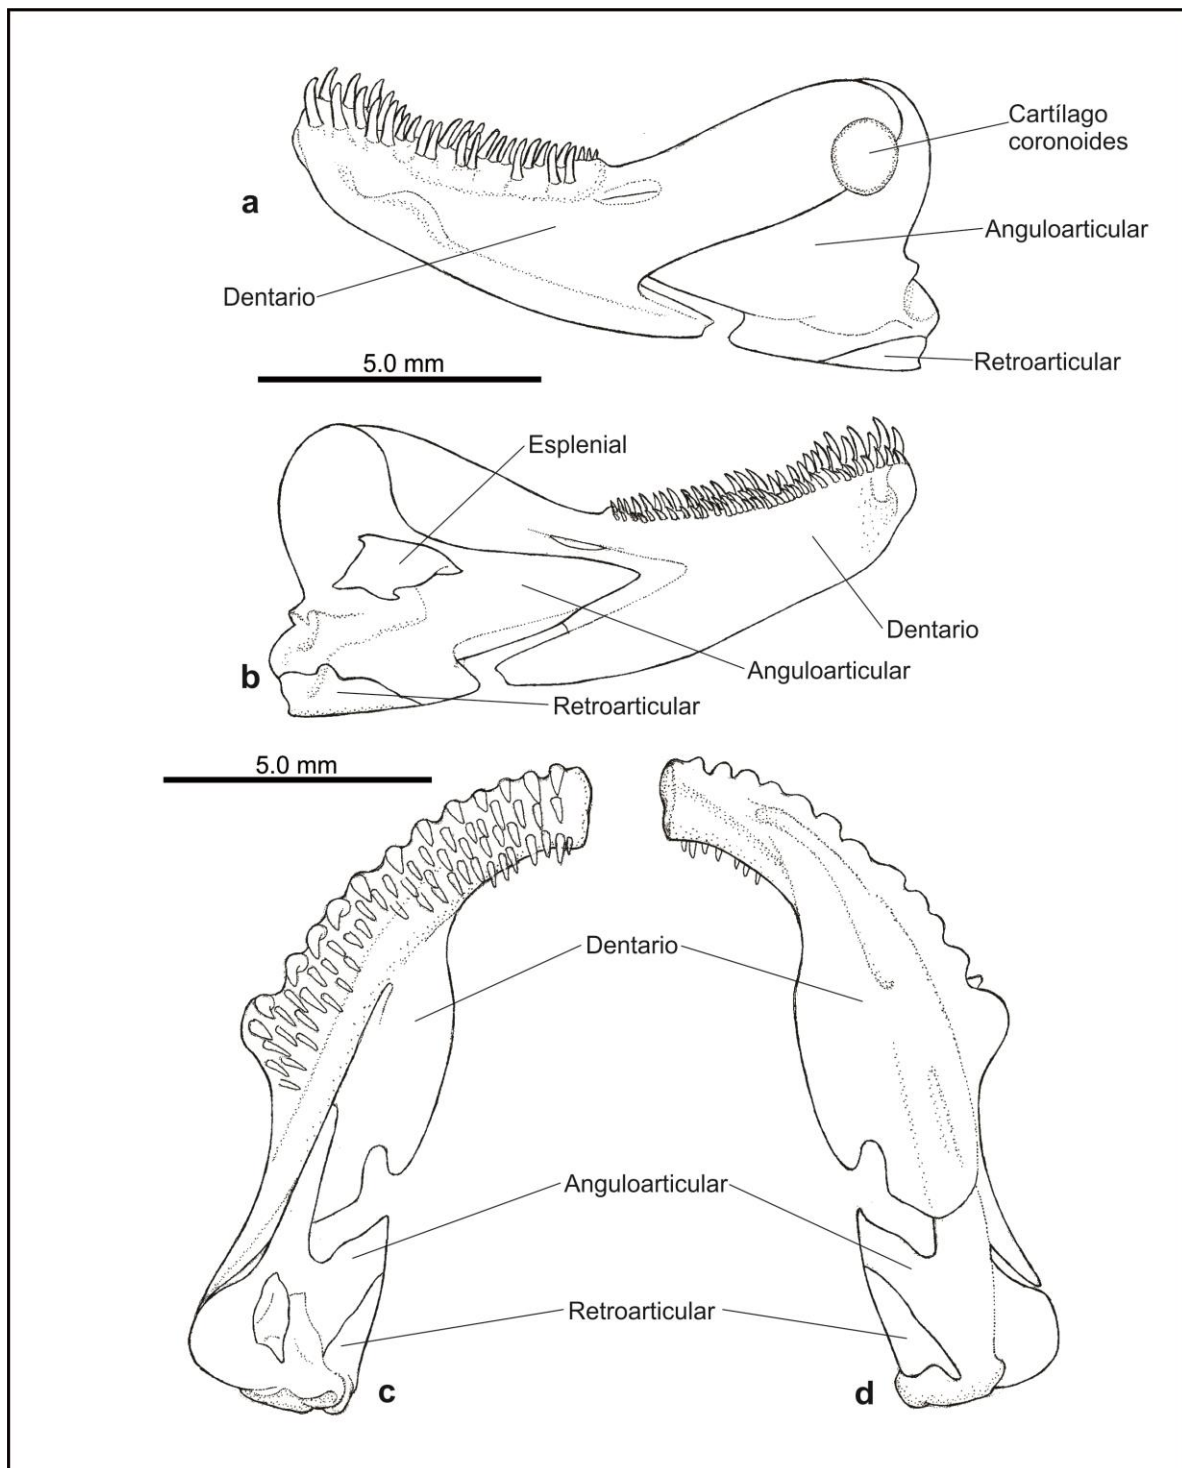 Cartílago
coronoides
a
Anguloarticular
Dentario
Retroarticular
5.0 mm
Esplenial
Dentario
b
Anguloarticular
Retroarticular
5.0 mm
Dentario
Anguloarticular
Retroarticular
c
d